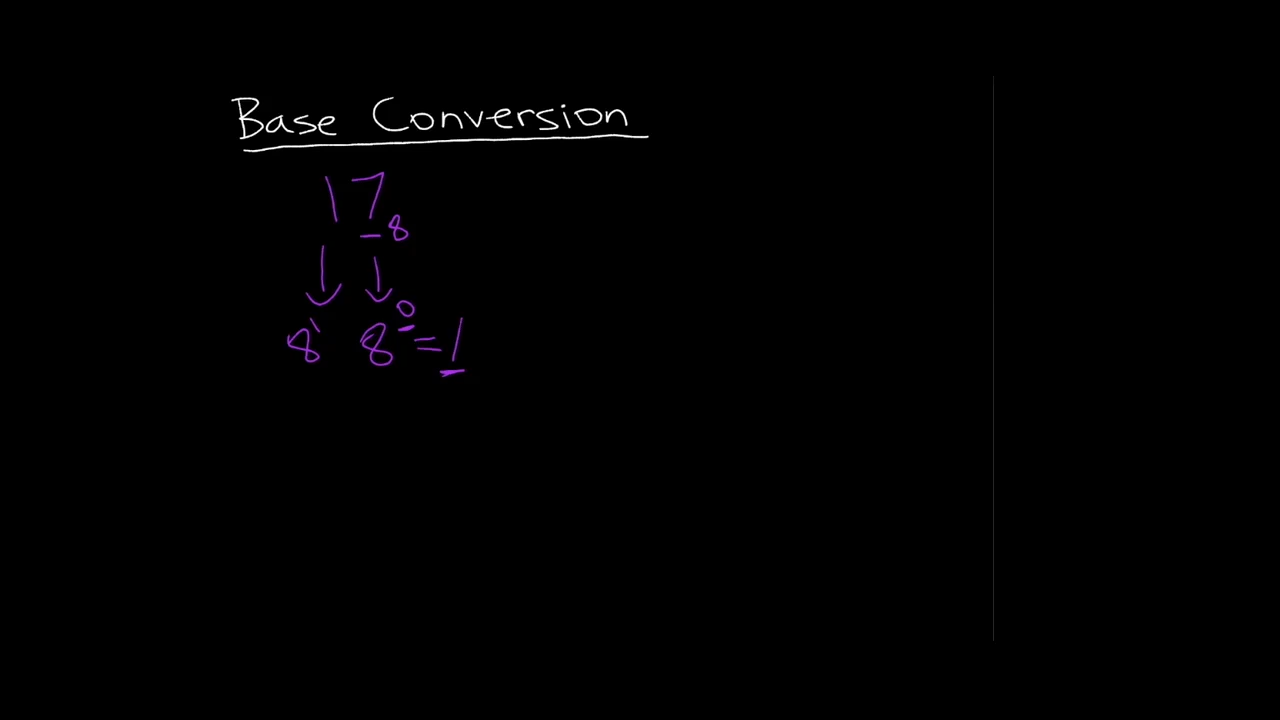 Base Conversion
17₈
↓ ↓
8¹ 8⁰ = 1